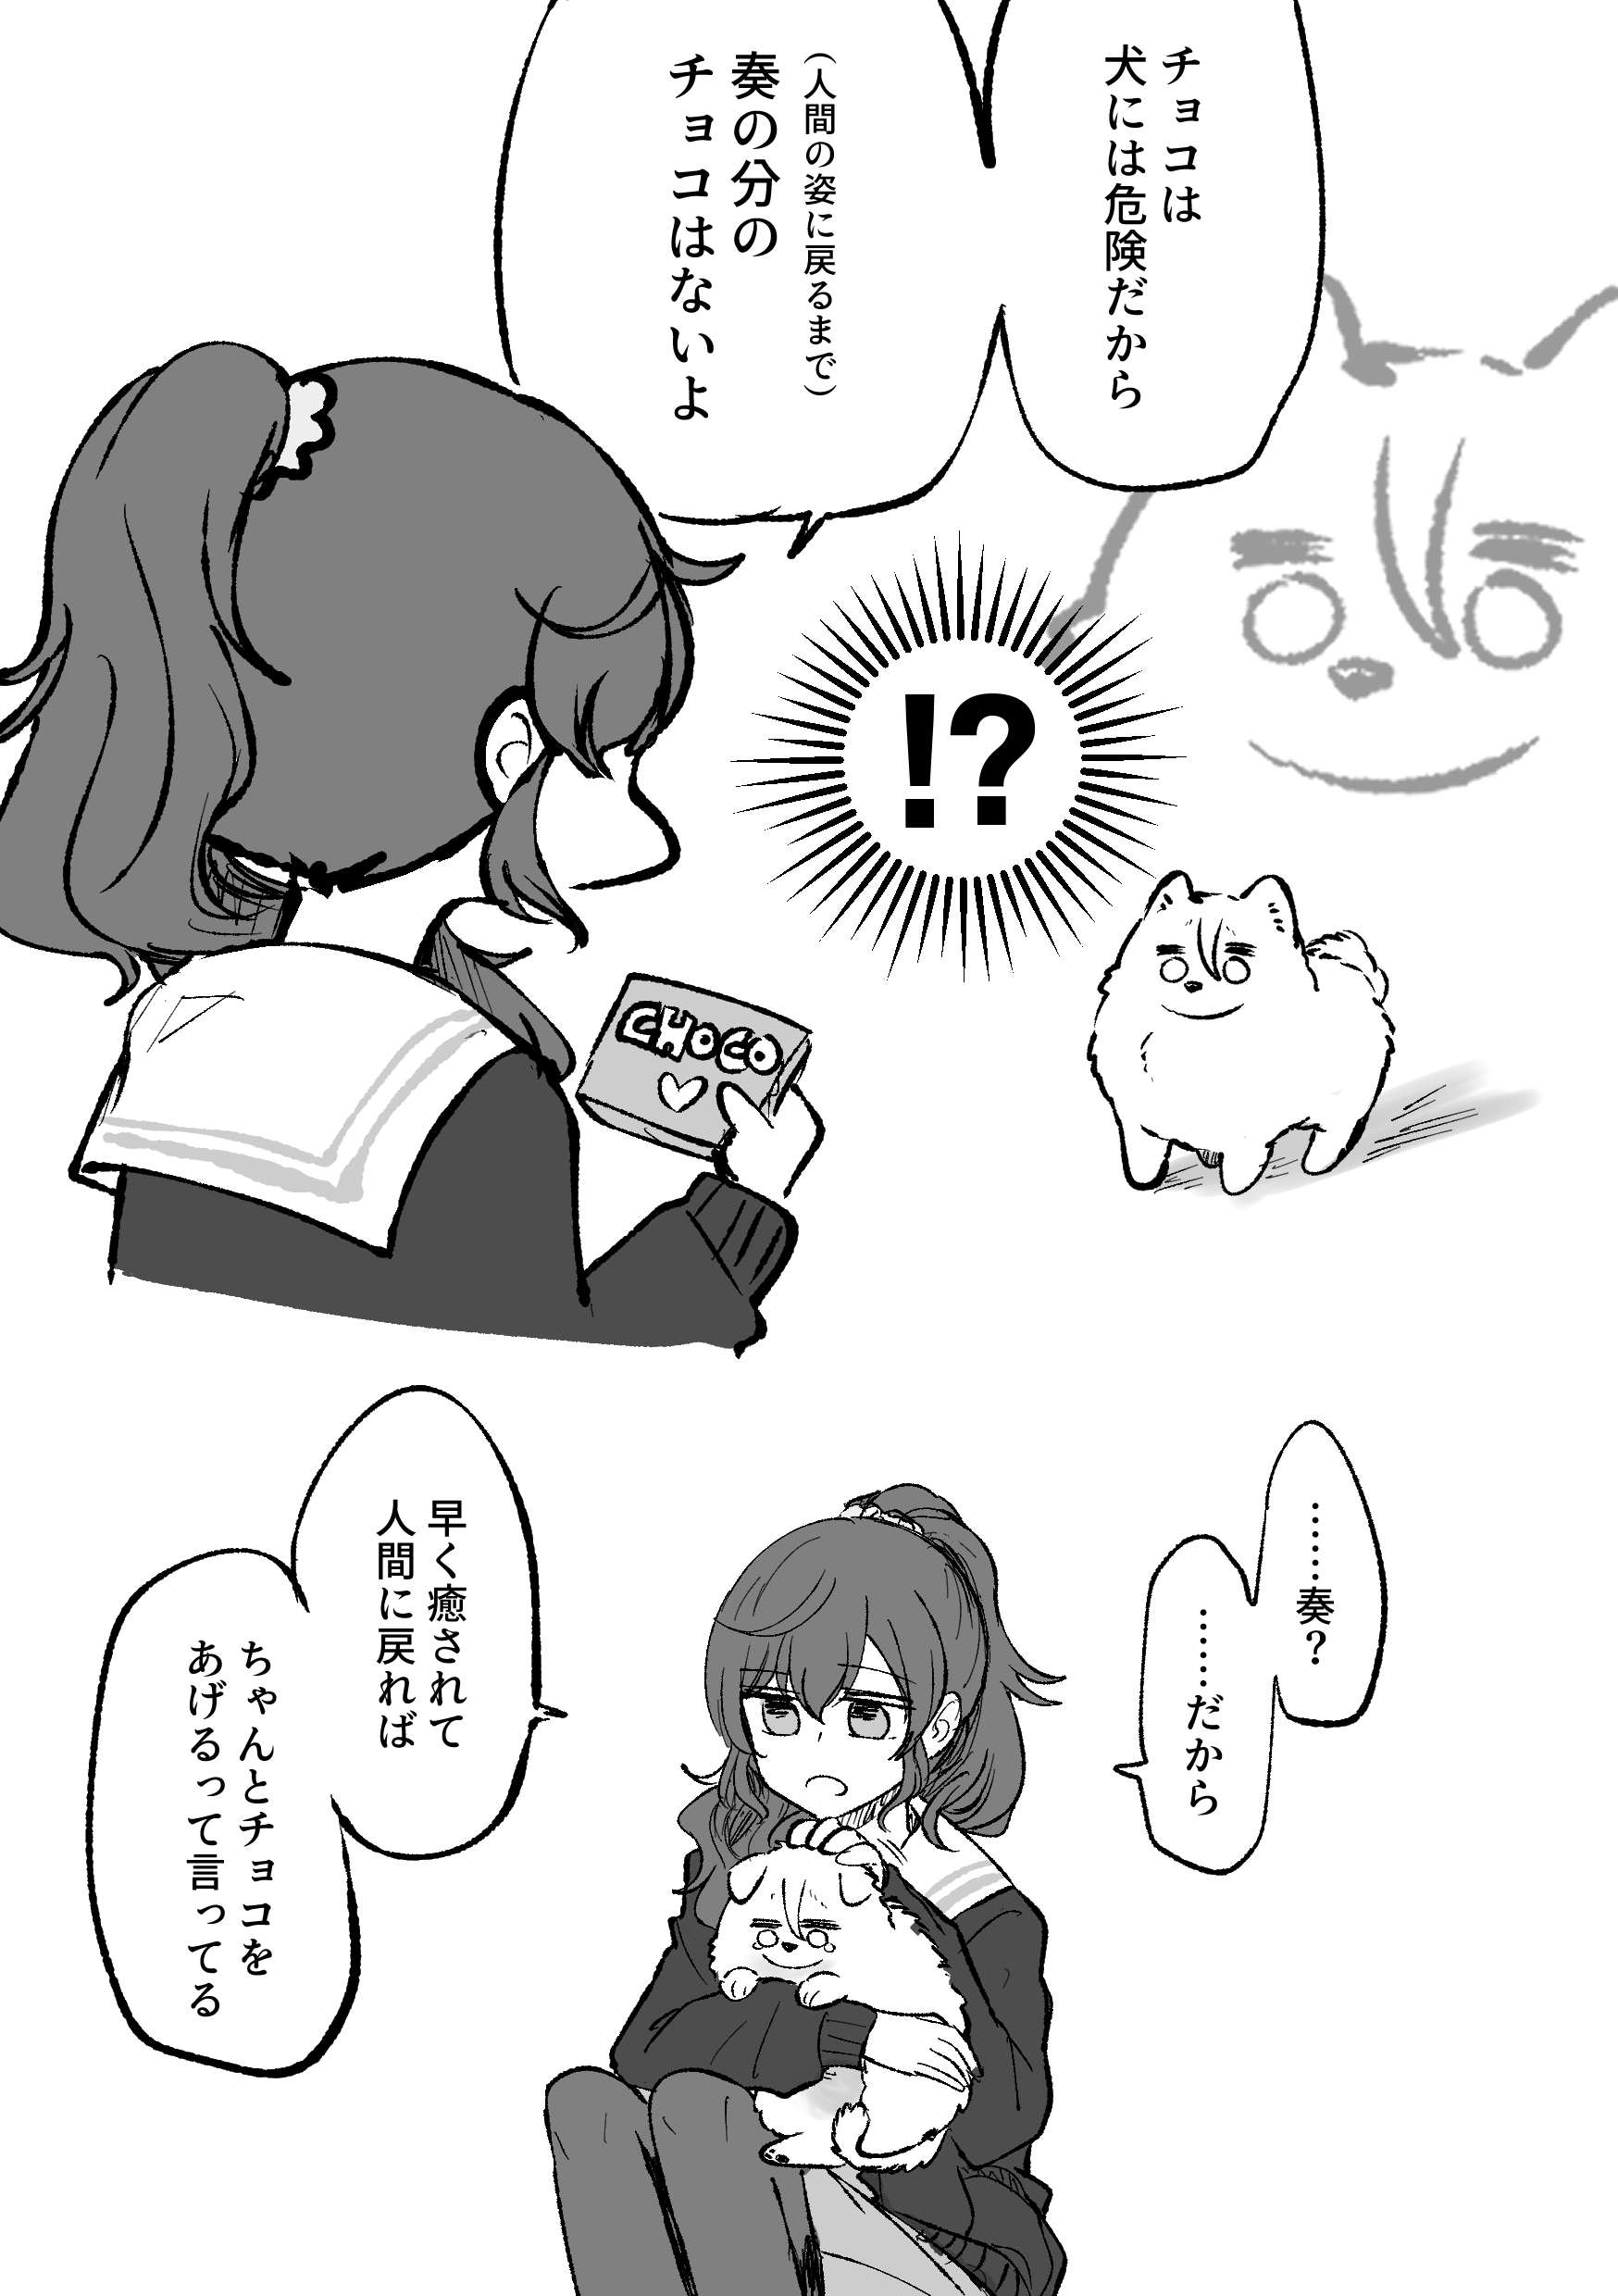 チョコは
犬には危険だから
（人間の姿に戻るまで）
奏の分の
チョコはないよ
!?
CHOCO
……奏？
……だから
早く癒されて
人間に戻れば
ちゃんとチョコを
あげるって言ってる